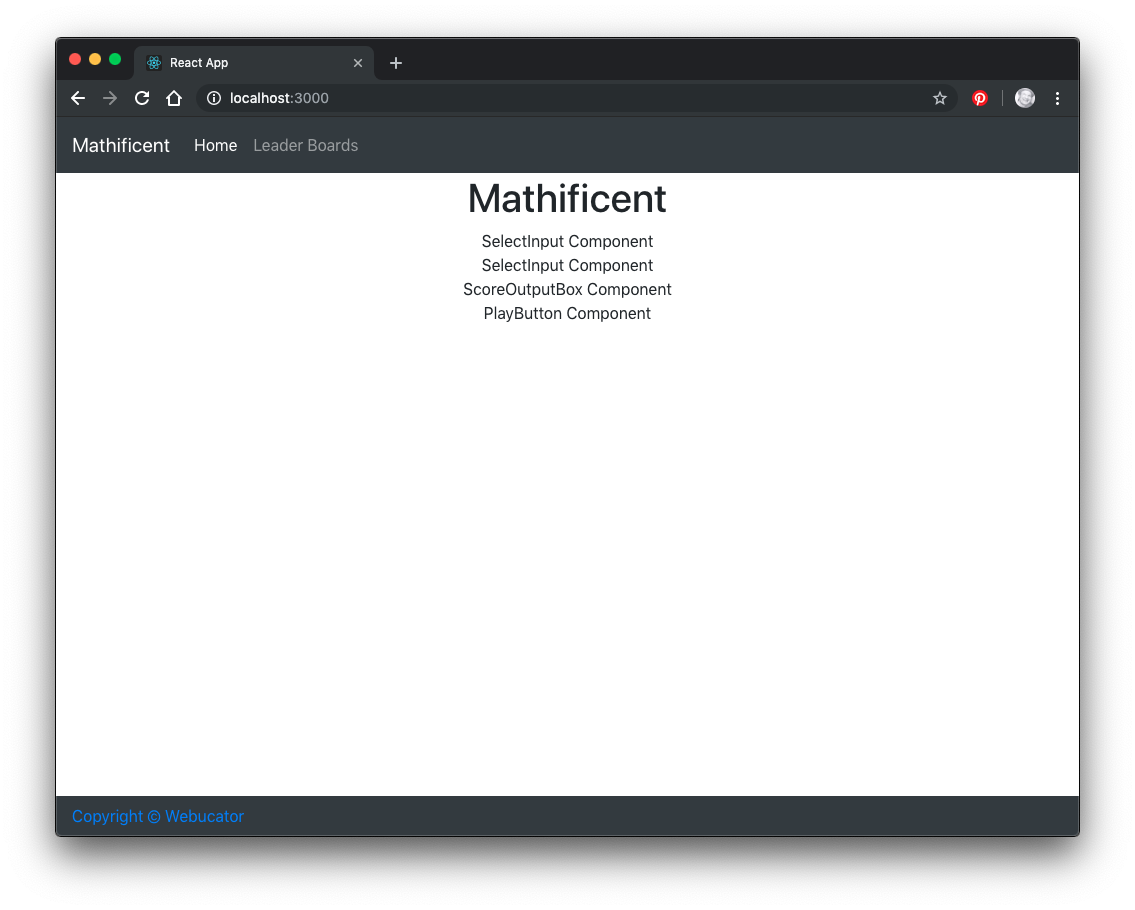 React App
localhost:3000
Mathificent Home Leader Boards
Mathificent
SelectInput Component
SelectInput Component
ScoreOutputBox Component
PlayButton Component
Copyright © Webucator